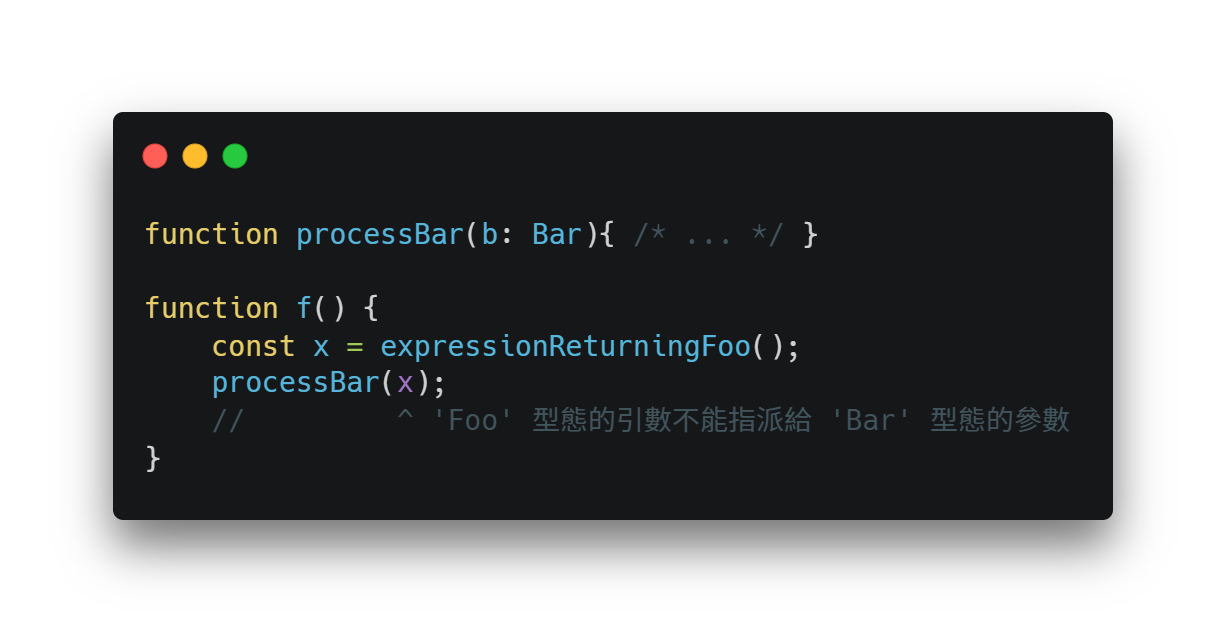 function processBar(b: Bar){ /* ... */ }
function f() {
    const x = expressionReturningFoo();
    processBar(x);
    //         ^ 'Foo' 型態的引數不能指派給 'Bar' 型態的參數
}